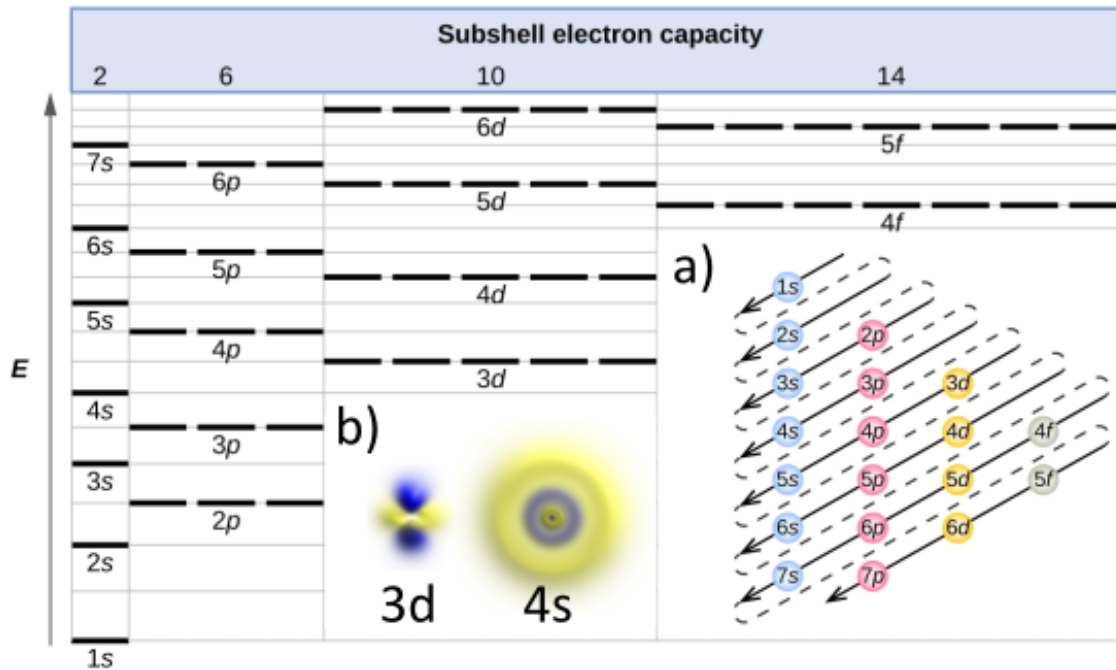 Subshell electron capacity
2 6 10 14
6d
5f
7s
6p
5d
4f
6s
5p
4d
5s
4p
3d
E
4s
3p
3s
2p
2s
1s
a)
1s
2s 2p
3s 3p 3d
4s 4p 4d 4f
5s 5p 5d 5f
6s 6p 6d
7s 7p
b)
3d 4s